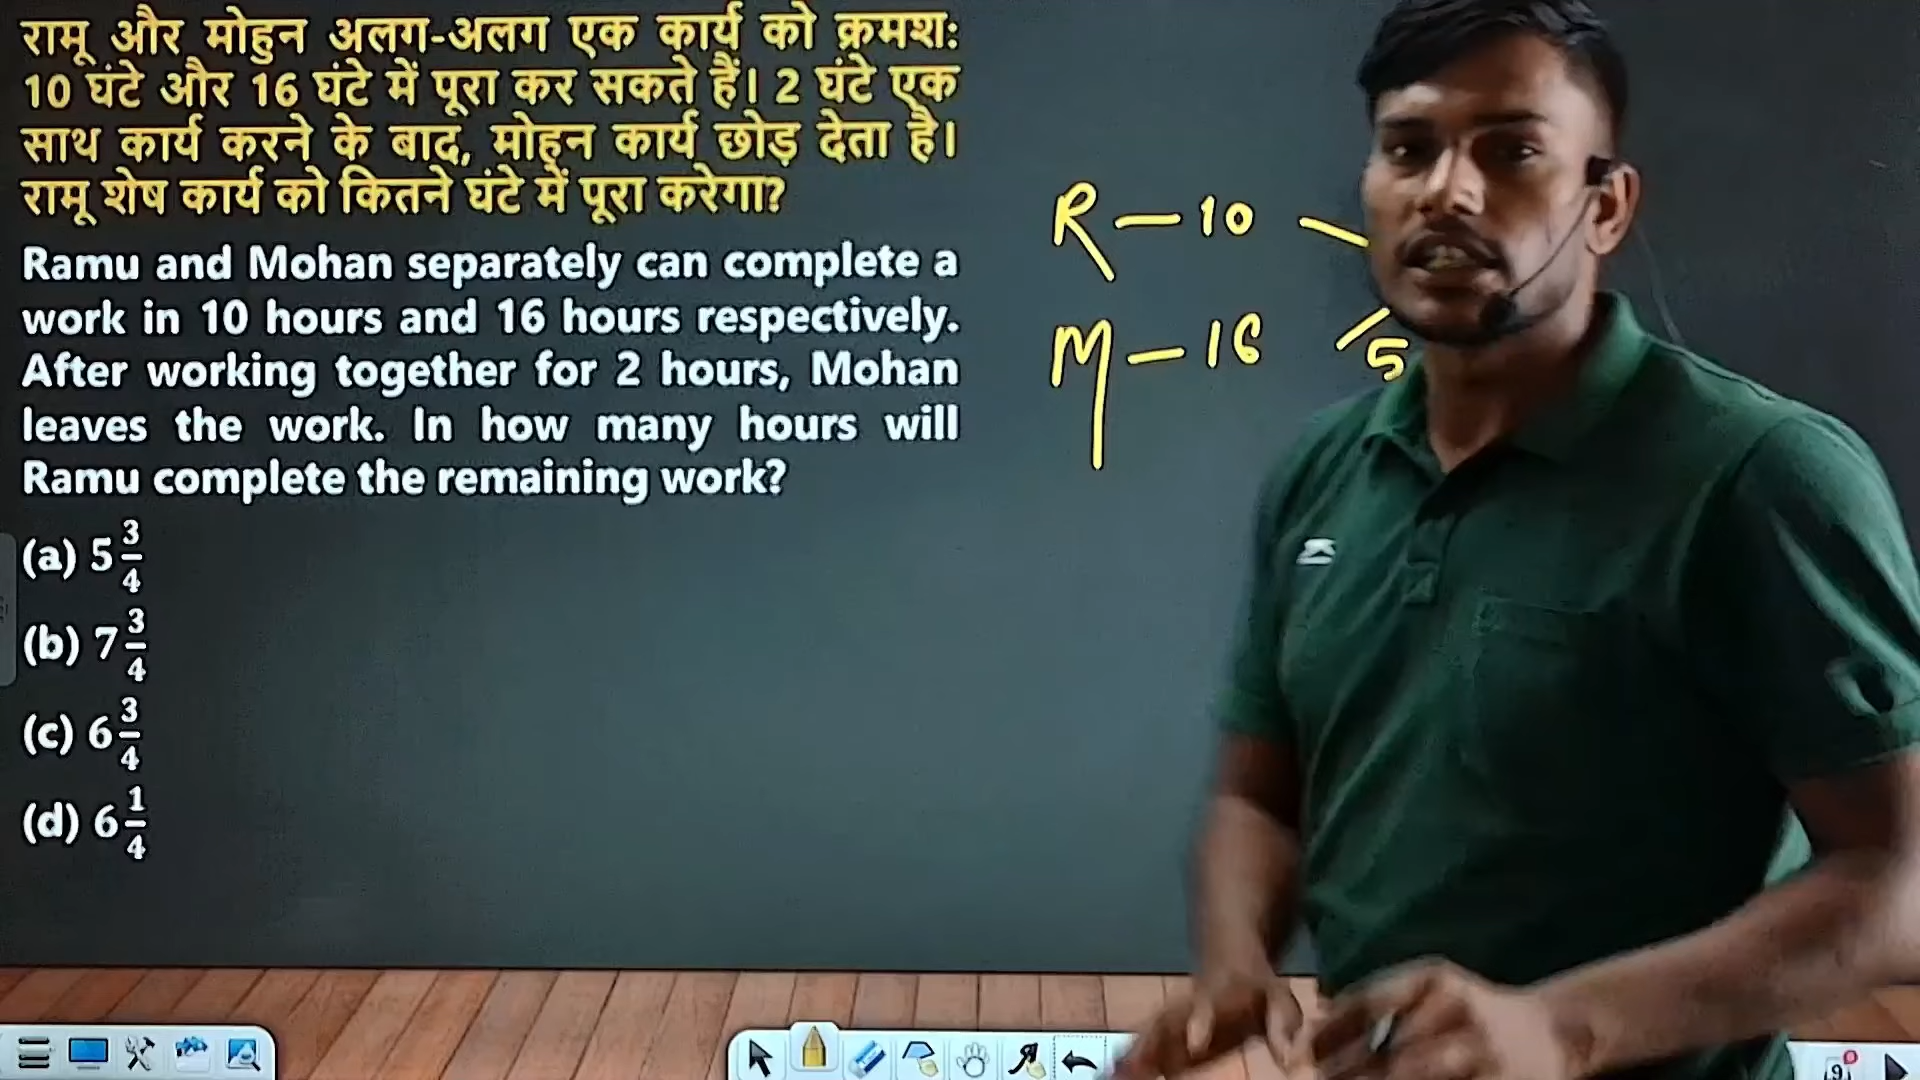 रामू और मोहन अलग-अलग एक कार्य को क्रमशः
10 घंटे और 16 घंटे में पूरा कर सकते हैं। 2 घंटे एक
साथ कार्य करने के बाद, मोहन कार्य छोड़ देता है।
रामू शेष कार्य को कितने घंटे में पूरा करेगा?
Ramu and Mohan separately can complete a
work in 10 hours and 16 hours respectively.
After working together for 2 hours, Mohan
leaves the work. In how many hours will
Ramu complete the remaining work?
(a) 5 3/4
(b) 7 3/4
(c) 6 3/4
(d) 6 1/4
R — 10
M — 16
5